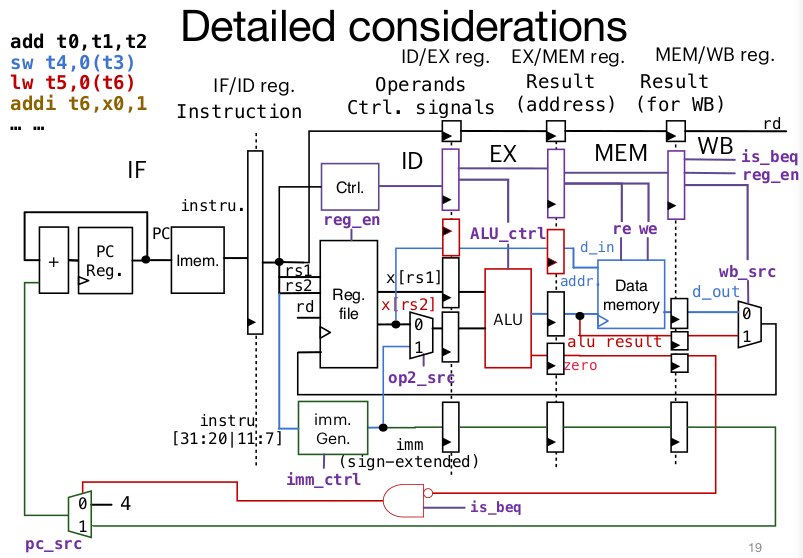 Detailed considerations
add t0,t1,t2
sw t4,0(t3)
lw t5,0(t6)
addi t6,x0,1
… …
IF/ID reg.
Instruction
ID/EX reg.
Operands
Ctrl. signals
EX/MEM reg.
Result
(address)
MEM/WB reg.
Result
(for WB)
rd
IF
ID
EX
MEM
WB
is_beq
reg_en
instru.
Ctrl.
reg_en
ALU_ctrl
re we
PC
+
PC
Reg.
Imem.
rs1
rs2
rd
Reg.
file
x[rs1]
x[rs2]
0
1
op2_src
ALU
d_in
addr.
Data
memory
d_out
wb_src
0
1
alu result
zero
instru
[31:20|11:7]
imm.
Gen.
imm
(sign-extended)
imm_ctrl
is_beq
0
1
4
pc_src
19